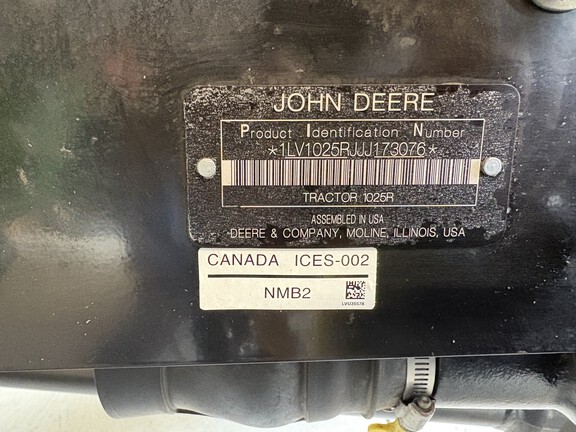 JOHN DEERE
Product Identification Number
*1LV1025RJJJ173076*
TRACTOR 1025R
ASSEMBLED IN USA
DEERE & COMPANY, MOLINE, ILLINOIS, USA
CANADA ICES-002
NMB2